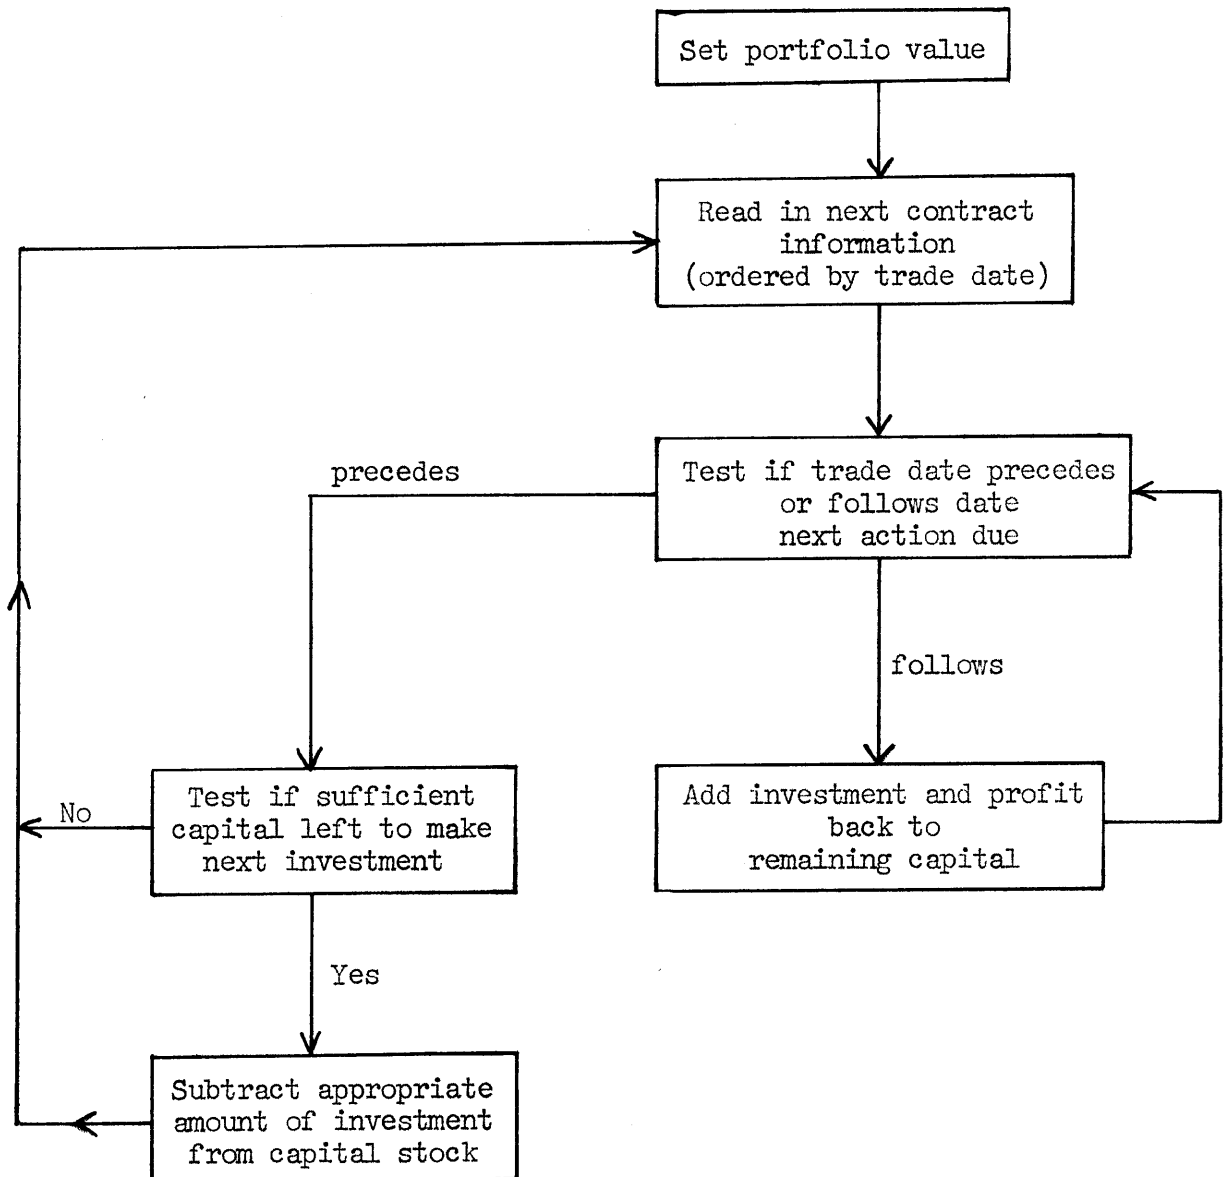 Set portfolio value
Read in next contract
information
(ordered by trade date)
precedes
Test if trade date precedes
or follows date
next action due
follows
No
Test if sufficient
capital left to make
next investment
Add investment and profit
back to
remaining capital
Yes
Subtract appropriate
amount of investment
from capital stock